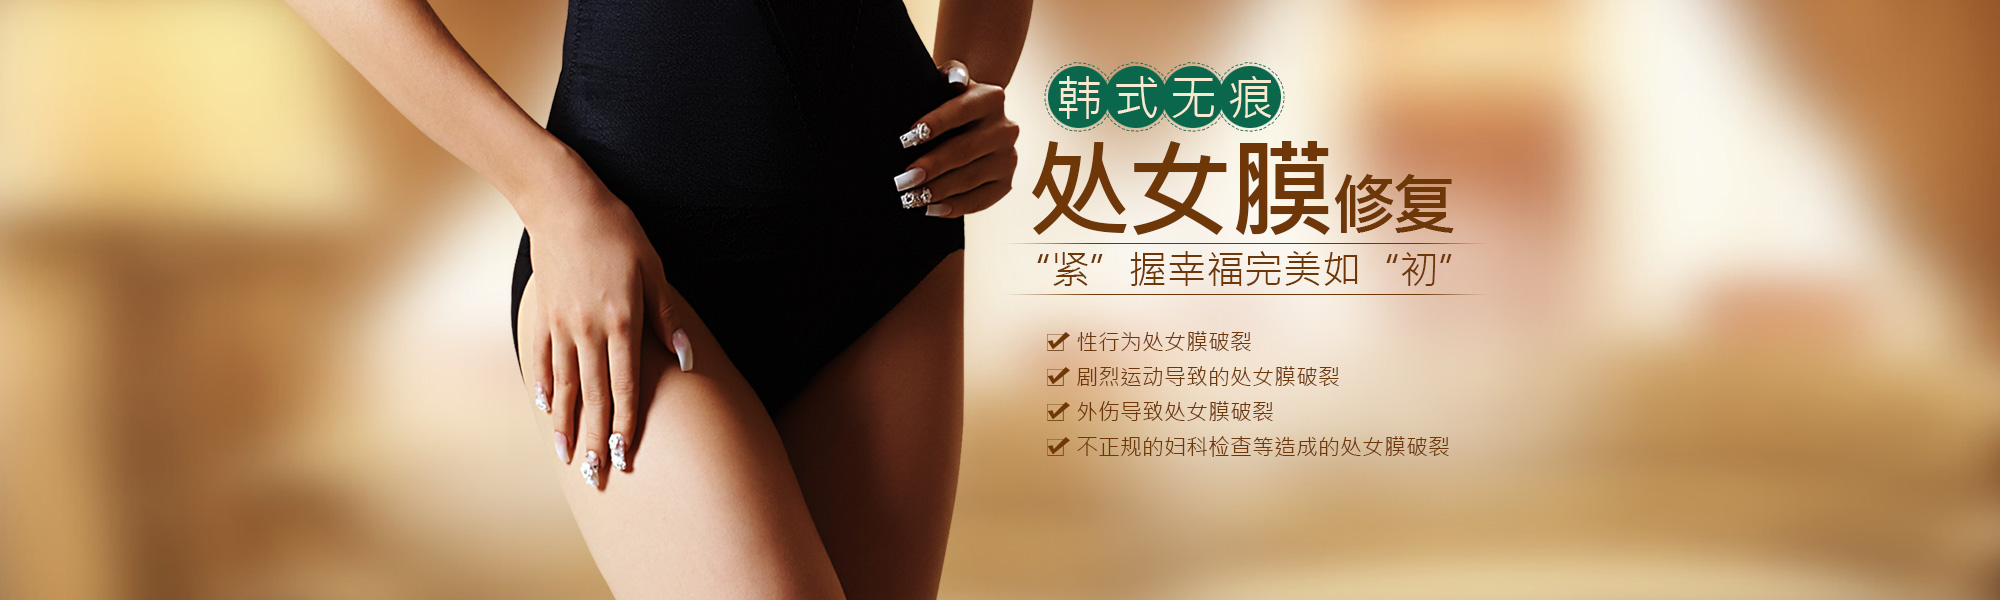 韩式无痕
处女膜修复
“紧”握幸福完美如“初”
性行为处女膜破裂
剧烈运动导致的处女膜破裂
外伤导致处女膜破裂
不正规的妇科检查等造成的处女膜破裂